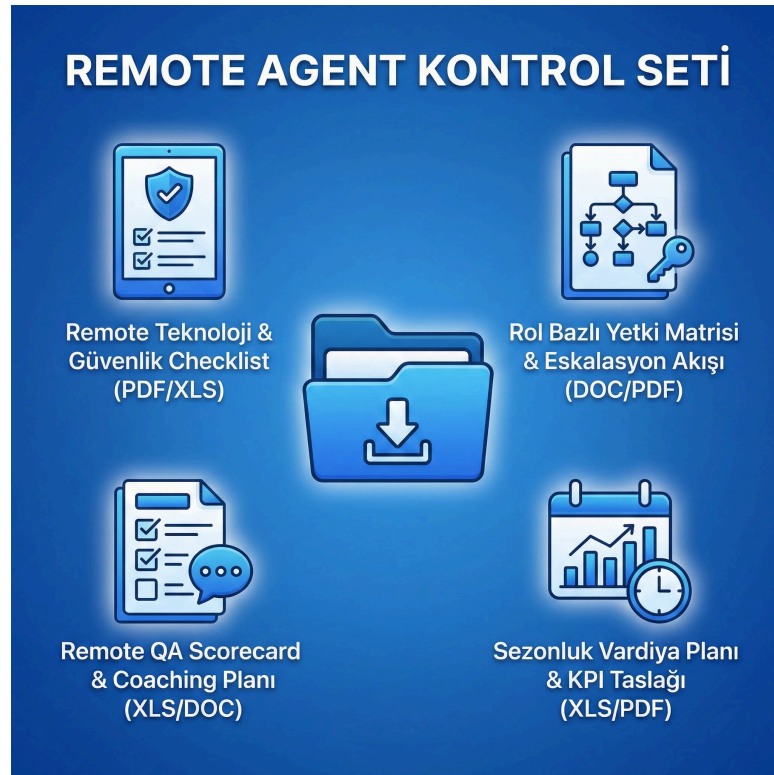 REMOTE AGENT KONTROL SETİ
Remote Teknoloji &
Güvenlik Checklist
(PDF/XLS)
Rol Bazlı Yetki Matrisi
& Eskalasyon Akışı
(DOC/PDF)
Remote QA Scorecard
& Coaching Planı
(XLS/DOC)
Sezonluk Vardiya Planı
& KPI Taslağı
(XLS/PDF)